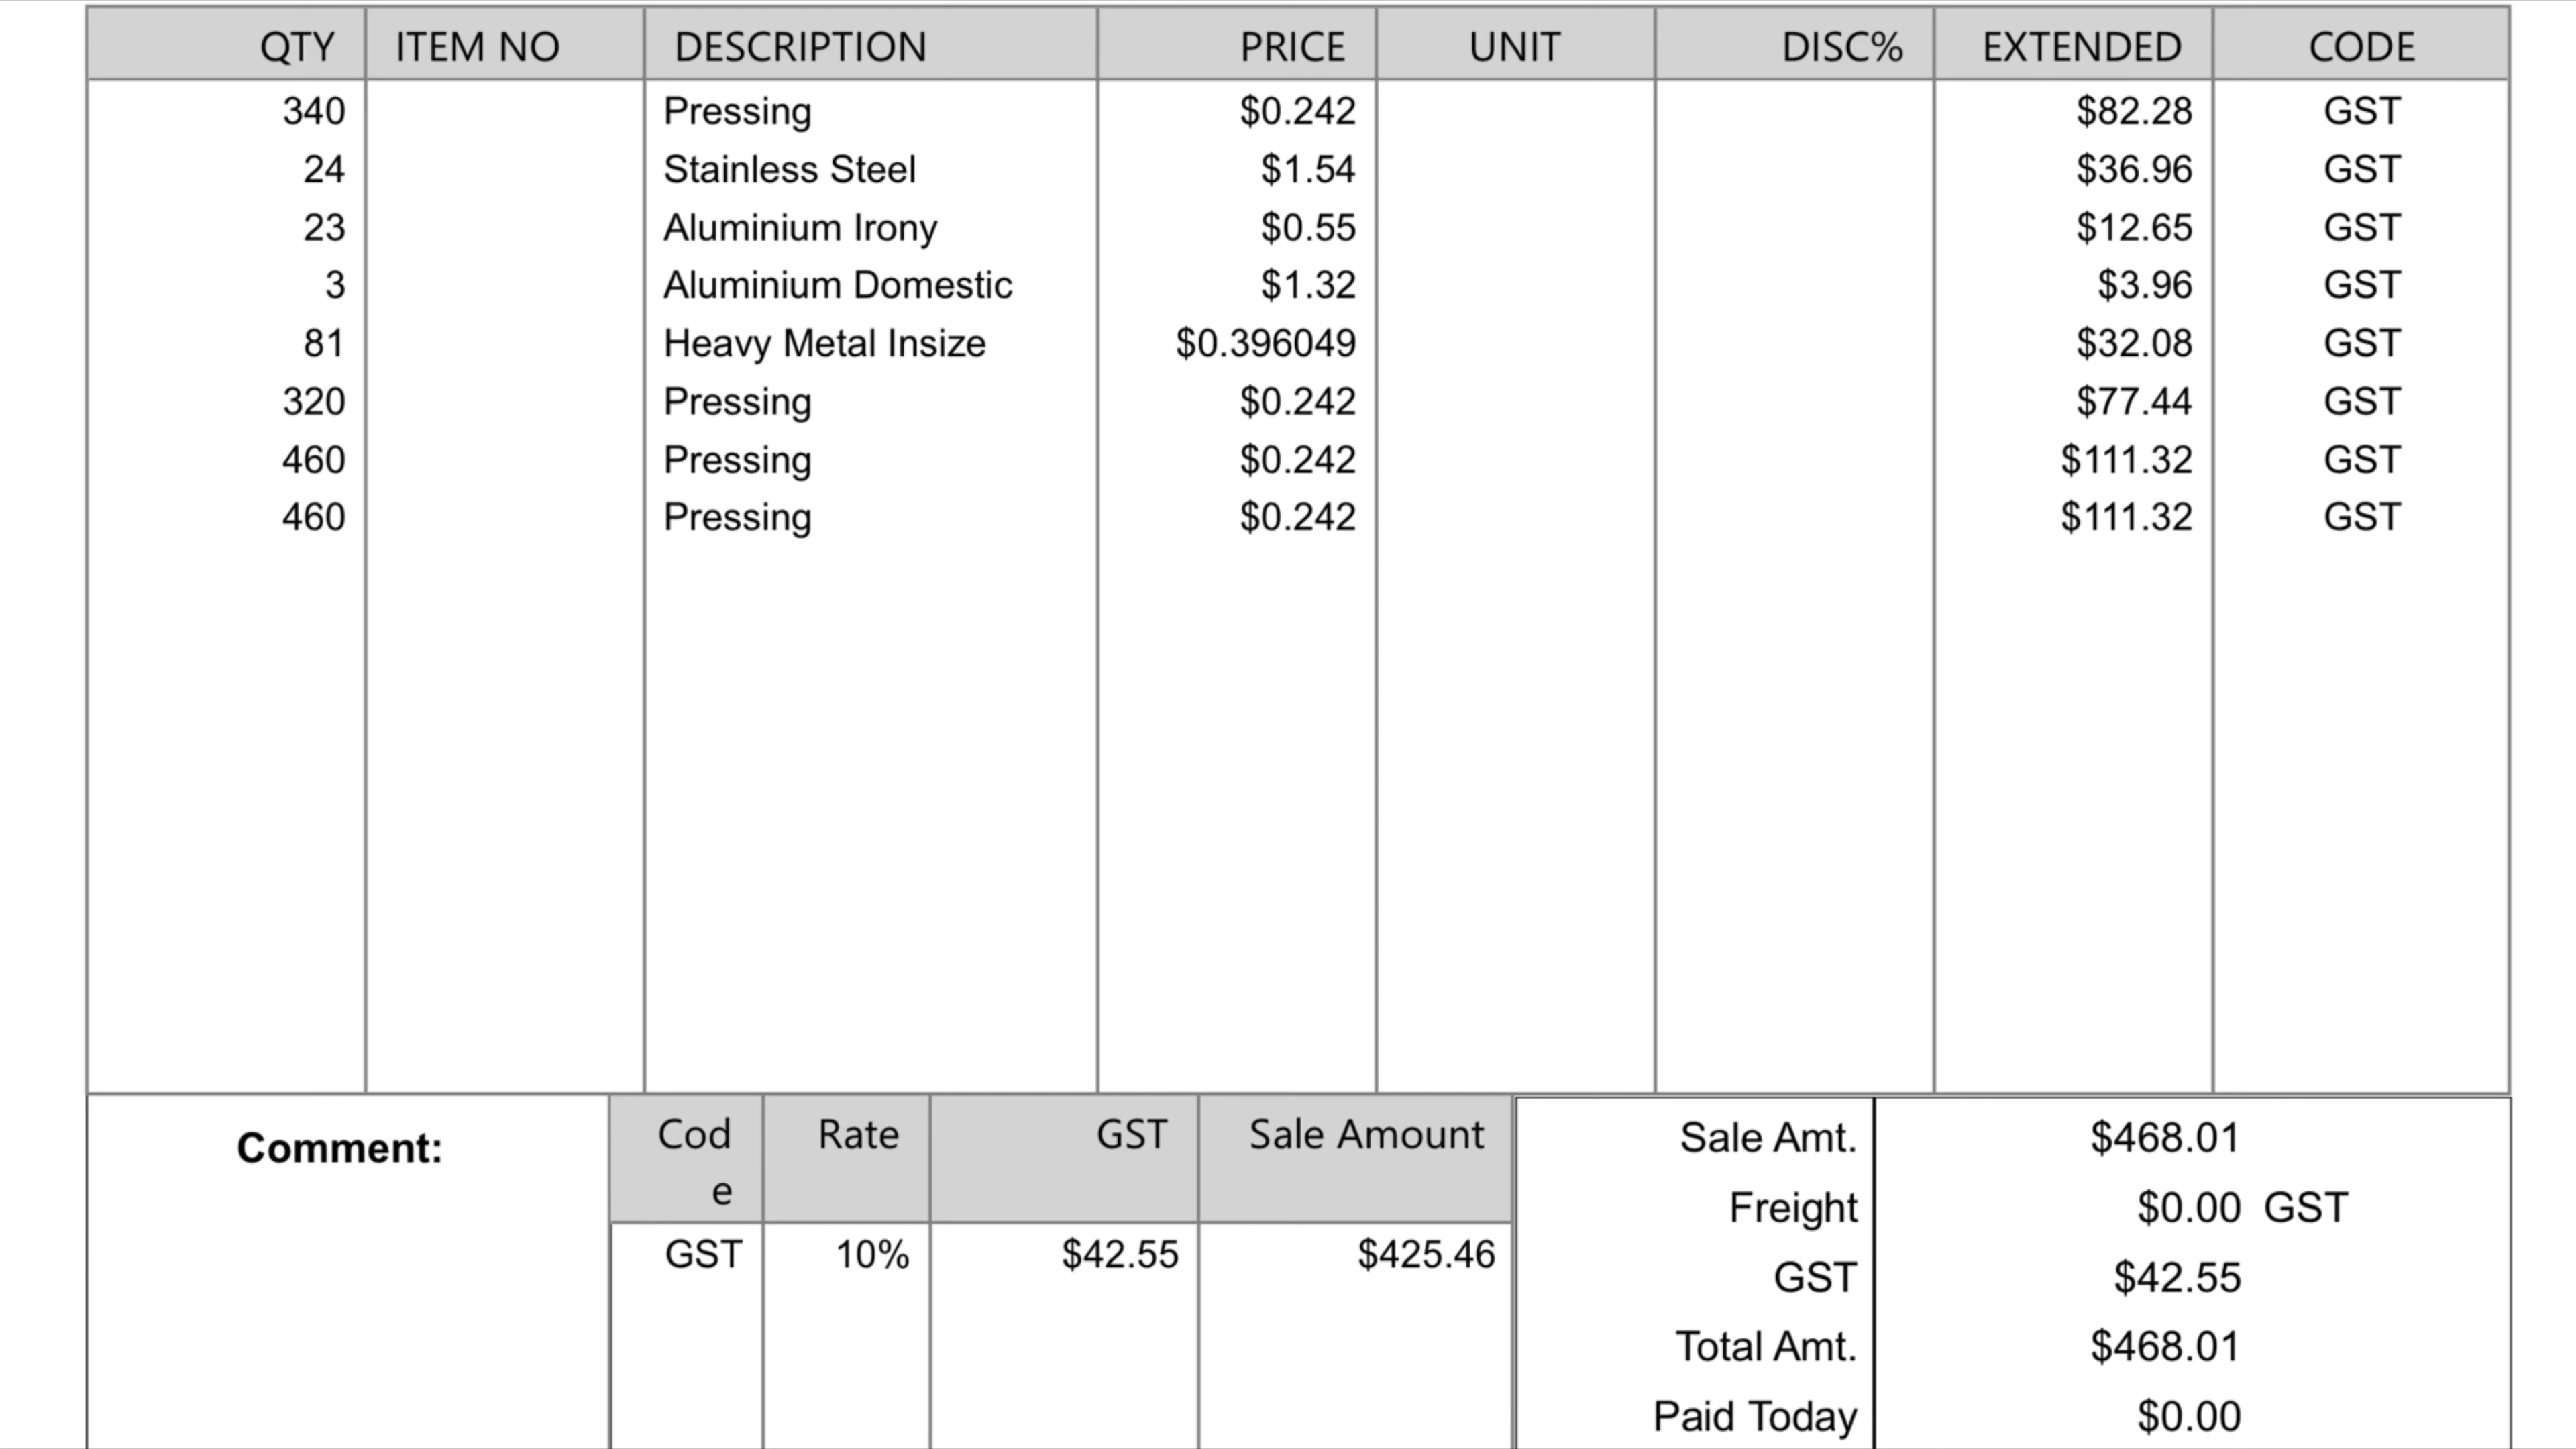 QTY ITEM NO DESCRIPTION PRICE UNIT DISC% EXTENDED CODE
340 Pressing $0.242 $82.28 GST
24 Stainless Steel $1.54 $36.96 GST
23 Aluminium Irony $0.55 $12.65 GST
3 Aluminium Domestic $1.32 $3.96 GST
81 Heavy Metal Insize $0.396049 $32.08 GST
320 Pressing $0.242 $77.44 GST
460 Pressing $0.242 $111.32 GST
460 Pressing $0.242 $111.32 GST
Comment:
Cod Rate GST Sale Amount
e
GST 10% $42.55 $425.46
Sale Amt. $468.01
Freight $0.00 GST
GST $42.55
Total Amt. $468.01
Paid Today $0.00